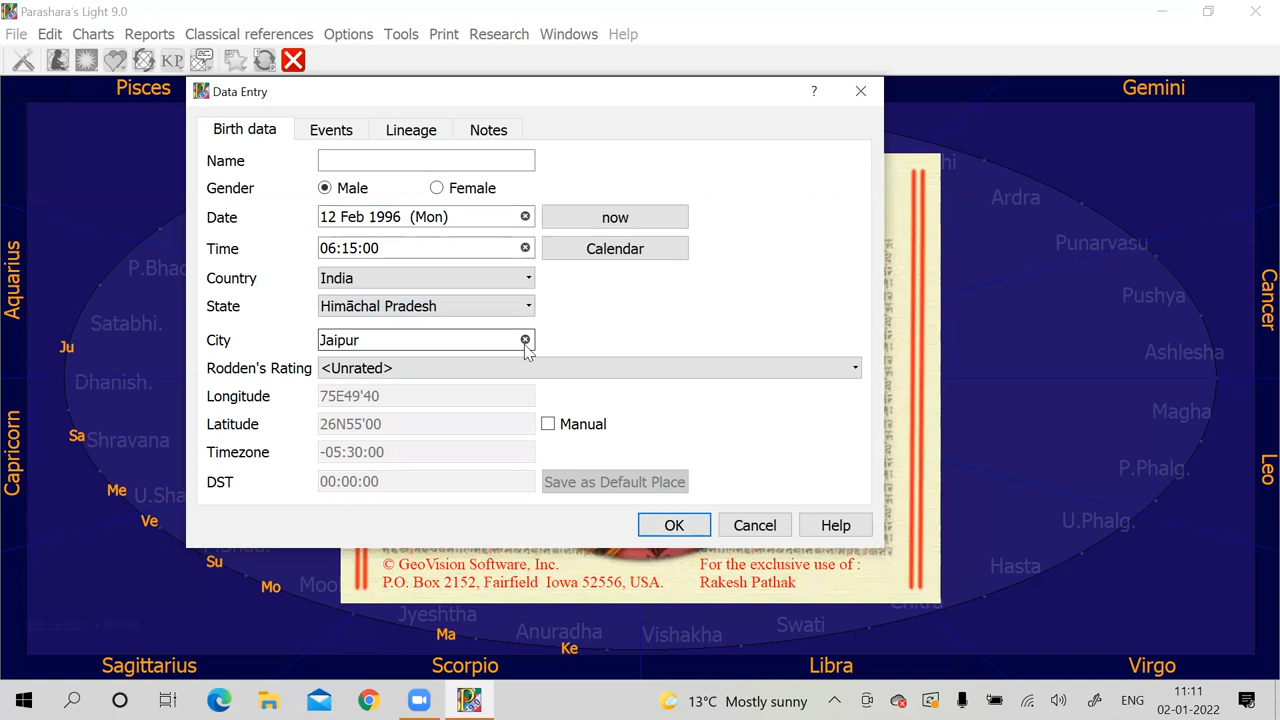 Parashara's Light 9.0
File Edit Charts Reports Classical references Options Tools Print Research Windows Help
KP
Pisces
Gemini
Data Entry
?
Birth data Events Lineage Notes
Name
Gender Male Female
Date 12 Feb 1996 (Mon) now
Time 06:15:00 Calendar
Country India
State Himāchal Pradesh
City Jaipur
Rodden's Rating <Unrated>
Longitude 75E49'40
Latitude 26N55'00 Manual
Timezone -05:30:00
DST 00:00:00 Save as Default Place
OK Cancel Help
Aquarius
Capricorn
Cancer
Leo
Ardra
Punarvasu
Pushya
Ashlesha
Magha
P.Phalg.
U.Phalg.
Hasta
Swati
Vishakha
Anuradha
Jyeshtha
Shravana
Dhanish.
Satabhi.
Ju
Sa
Me
Ve
Su
Mo
Ma
Ke
© GeoVision Software, Inc.
P.O. Box 2152, Fairfield Iowa 52556, USA.
For the exclusive use of :
Rakesh Pathak
Sagittarius
Scorpio
Libra
Virgo
13°C Mostly sunny
ENG
11:11
02-01-2022